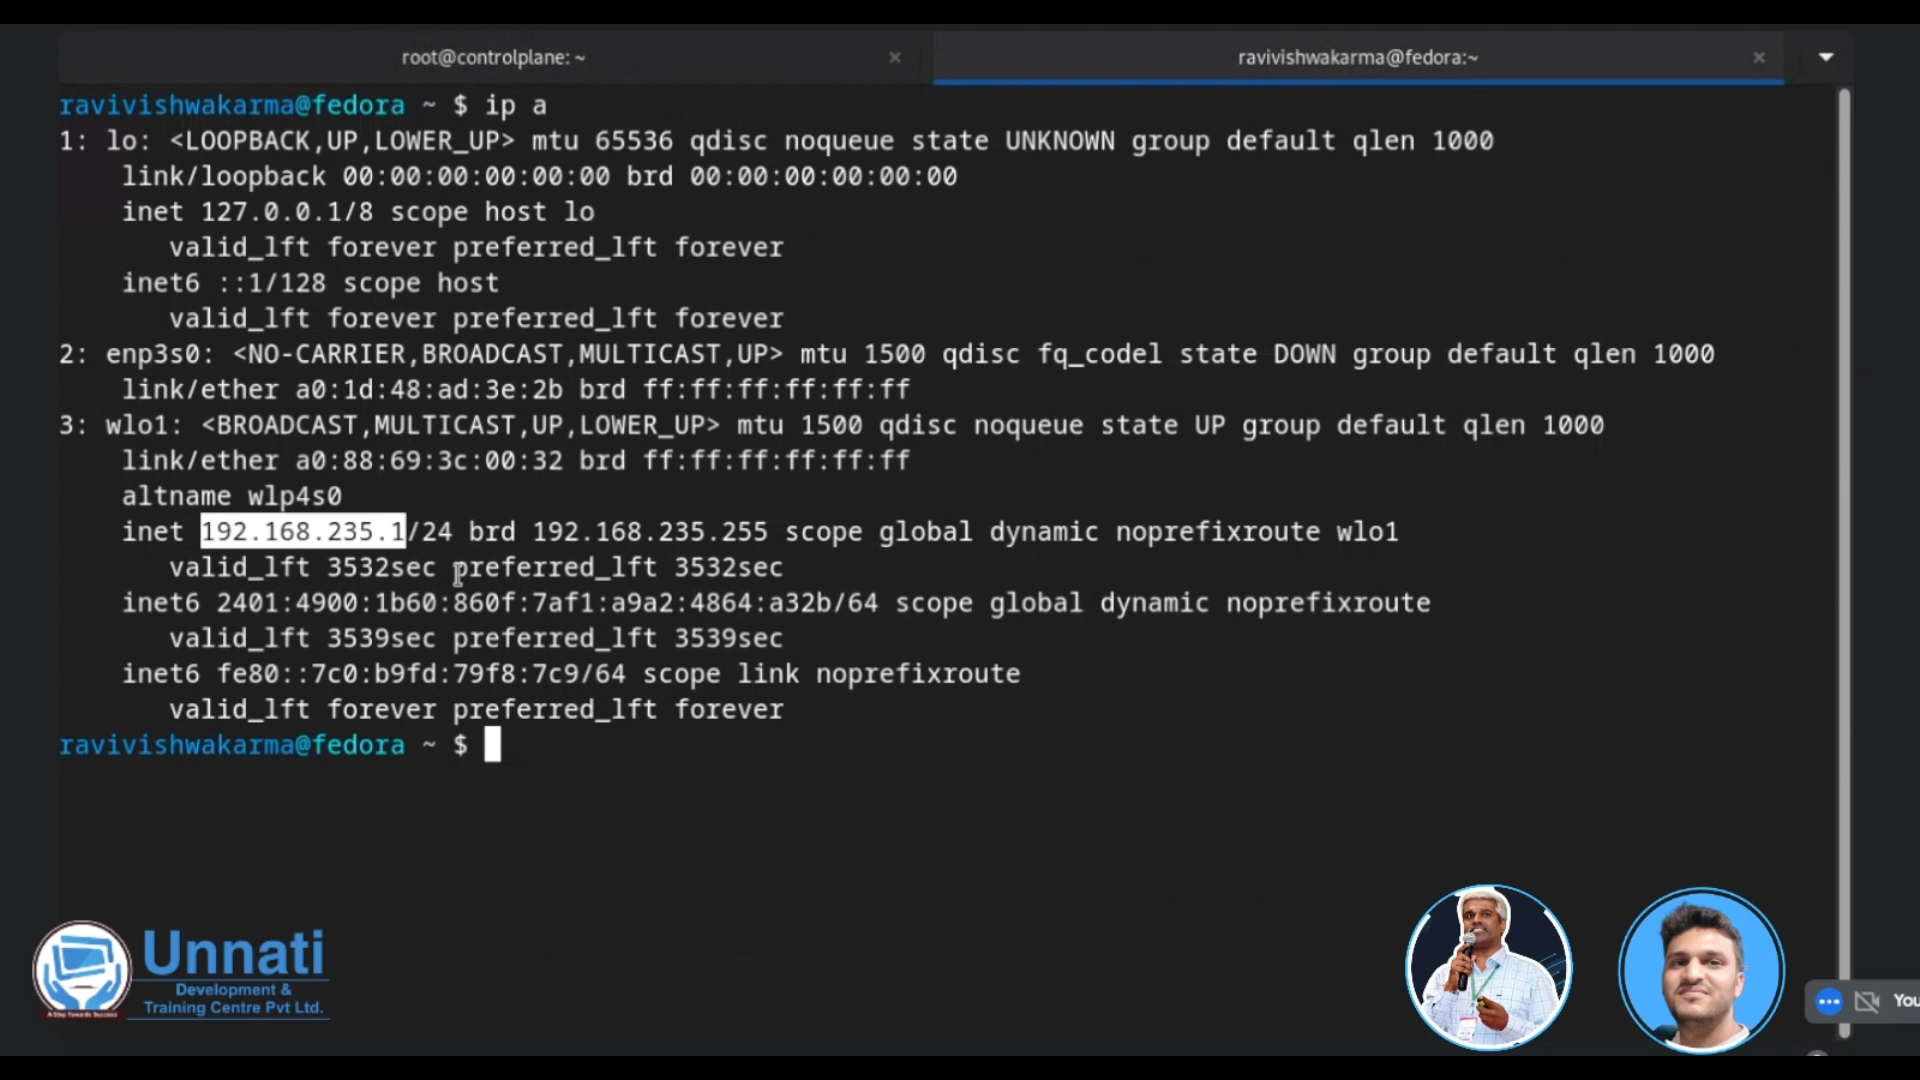 root@controlplane: ~ × ravivishwakarma@fedora:~ ×
ravivishwakarma@fedora ~ $ ip a
1: lo: <LOOPBACK,UP,LOWER_UP> mtu 65536 qdisc noqueue state UNKNOWN group default qlen 1000
link/loopback 00:00:00:00:00:00 brd 00:00:00:00:00:00
inet 127.0.0.1/8 scope host lo
valid_lft forever preferred_lft forever
inet6 ::1/128 scope host
valid_lft forever preferred_lft forever
2: enp3s0: <NO-CARRIER,BROADCAST,MULTICAST,UP> mtu 1500 qdisc fq_codel state DOWN group default qlen 1000
link/ether a0:1d:48:ad:3e:2b brd ff:ff:ff:ff:ff:ff
3: wlo1: <BROADCAST,MULTICAST,UP,LOWER_UP> mtu 1500 qdisc noqueue state UP group default qlen 1000
link/ether a0:88:69:3c:00:32 brd ff:ff:ff:ff:ff:ff
altname wlp4s0
inet 192.168.235.1/24 brd 192.168.235.255 scope global dynamic noprefixroute wlo1
valid_lft 3532sec preferred_lft 3532sec
inet6 2401:4900:1b60:860f:7af1:a9a2:4864:a32b/64 scope global dynamic noprefixroute
valid_lft 3539sec preferred_lft 3539sec
inet6 fe80::7c0:b9fd:79f8:7c9/64 scope link noprefixroute
valid_lft forever preferred_lft forever
ravivishwakarma@fedora ~ $
Unnati
Development &
Training Centre Pvt Ltd.
A Step Towards Success
You